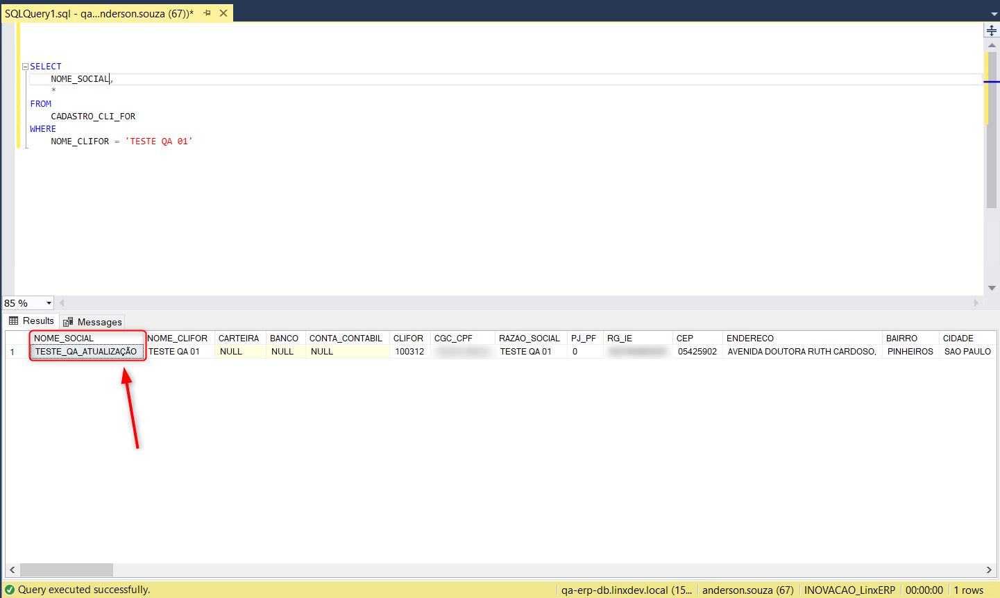 SQLQuery1.sql - qa...nderson.souza (67))*
SELECT
NOME_SOCIAL,
*
FROM
CADASTRO_CLI_FOR
WHERE
NOME_CLIFOR = 'TESTE QA 01'
85 %
Results Messages
NOME_SOCIAL NOME_CLIFOR CARTEIRA BANCO CONTA_CONTABIL CLIFOR CGC_CPF RAZAO_SOCIAL PJ_PF RG_IE CEP ENDERECO BAIRRO CIDADE
1 TESTE_QA_ATUALIZAÇÃO TESTE QA 01 NULL NULL NULL 100312 TESTE QA 01 0 05425902 AVENIDA DOUTORA RUTH CARDOSO, PINHEIROS SAO PAULO
Query executed successfully. qa-erp-db.linxdev.local (15... anderson.souza (67) INOVACAO_LinxERP 00:00:00 1 rows